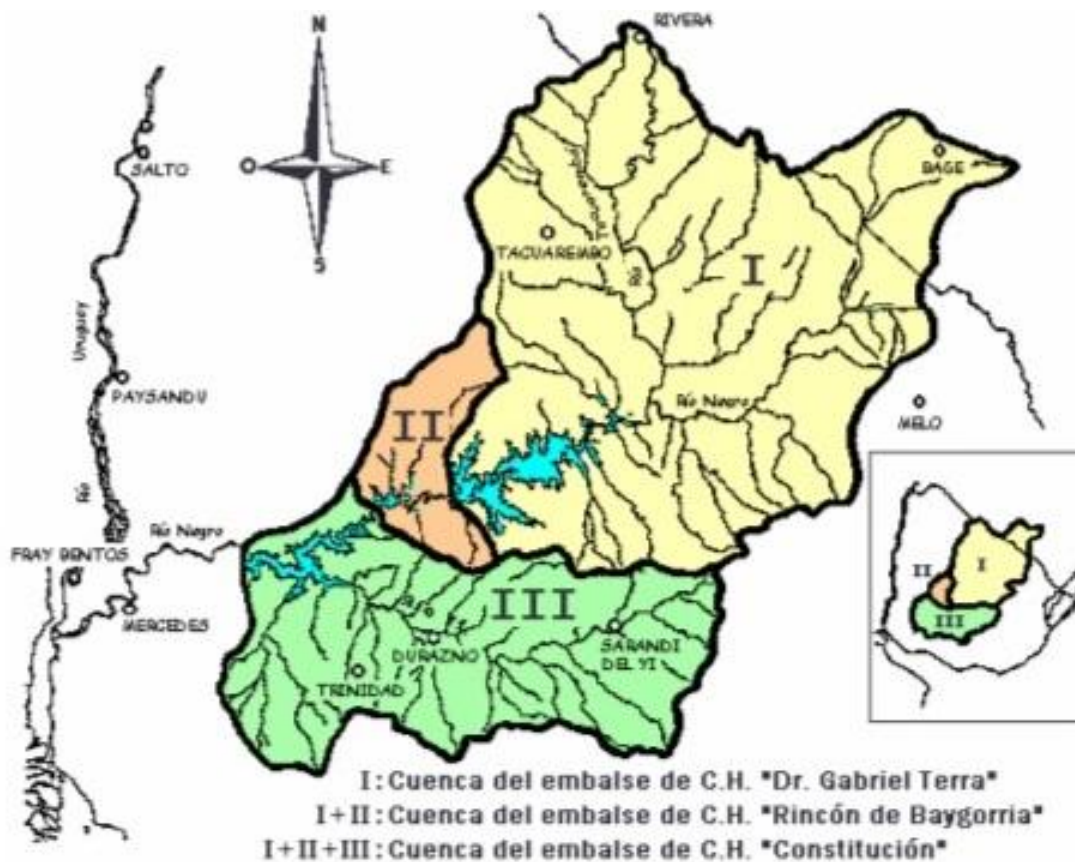 N
RIVERA
SALTO
O
E
BAGE
S
TACUAREMBO
Río
I
Uruguay
PAYSANDU
II
Río Negro
MELO
Río
Río Negro
FRAY BENTOS
I
II
III
III
MERCEDES
SARANDI
DEL YI
DURAZNO
TRINIDAD
I: Cuenca del embalse de C.H. "Dr. Gabriel Terra"
I+II: Cuenca del embalse de C.H. "Rincón de Baygorria"
I+II+III: Cuenca del embalse de C.H. "Constitución"